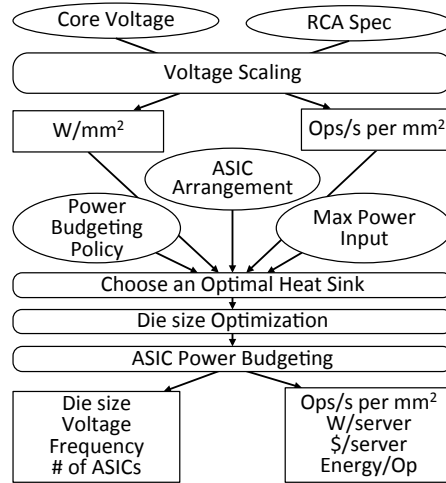 Core Voltage
RCA Spec
Voltage Scaling
W/mm²
Ops/s per mm²
ASIC
Arrangement
Power
Budgeting
Policy
Max Power
Input
Choose an Optimal Heat Sink
Die size Optimization
ASIC Power Budgeting
Die size
Voltage
Frequency
# of ASICs
Ops/s per mm²
W/server
$/server
Energy/Op